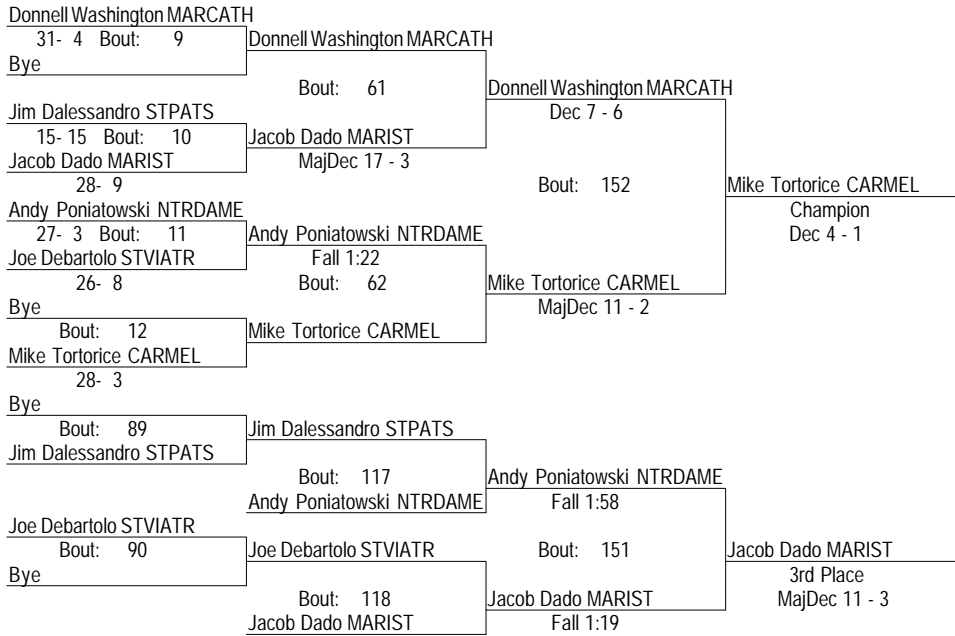 Donnell Washington MARCATH
31- 4 Bout: 9
Donnell Washington MARCATH
Bye
Bout: 61
Donnell Washington MARCATH
Jim Dalessandro STPATS
Dec 7 - 6
15- 15 Bout: 10
Jacob Dado MARIST
Jacob Dado MARIST
MajDec 17 - 3
28- 9
Bout: 152
Mike Tortorice CARMEL
Andy Poniatowski NTRDAME
Champion
27- 3 Bout: 11
Andy Poniatowski NTRDAME
Dec 4 - 1
Joe Debartolo STVIATR
Fall 1:22
26- 8
Bout: 62
Mike Tortorice CARMEL
Bye
MajDec 11 - 2
Bout: 12
Mike Tortorice CARMEL
Mike Tortorice CARMEL
28- 3
Bye
Bout: 89
Jim Dalessandro STPATS
Jim Dalessandro STPATS
Bout: 117
Andy Poniatowski NTRDAME
Andy Poniatowski NTRDAME
Fall 1:58
Joe Debartolo STVIATR
Bout: 90
Joe Debartolo STVIATR
Bout: 151
Jacob Dado MARIST
Bye
3rd Place
Bout: 118
Jacob Dado MARIST
MajDec 11 - 3
Jacob Dado MARIST
Fall 1:19